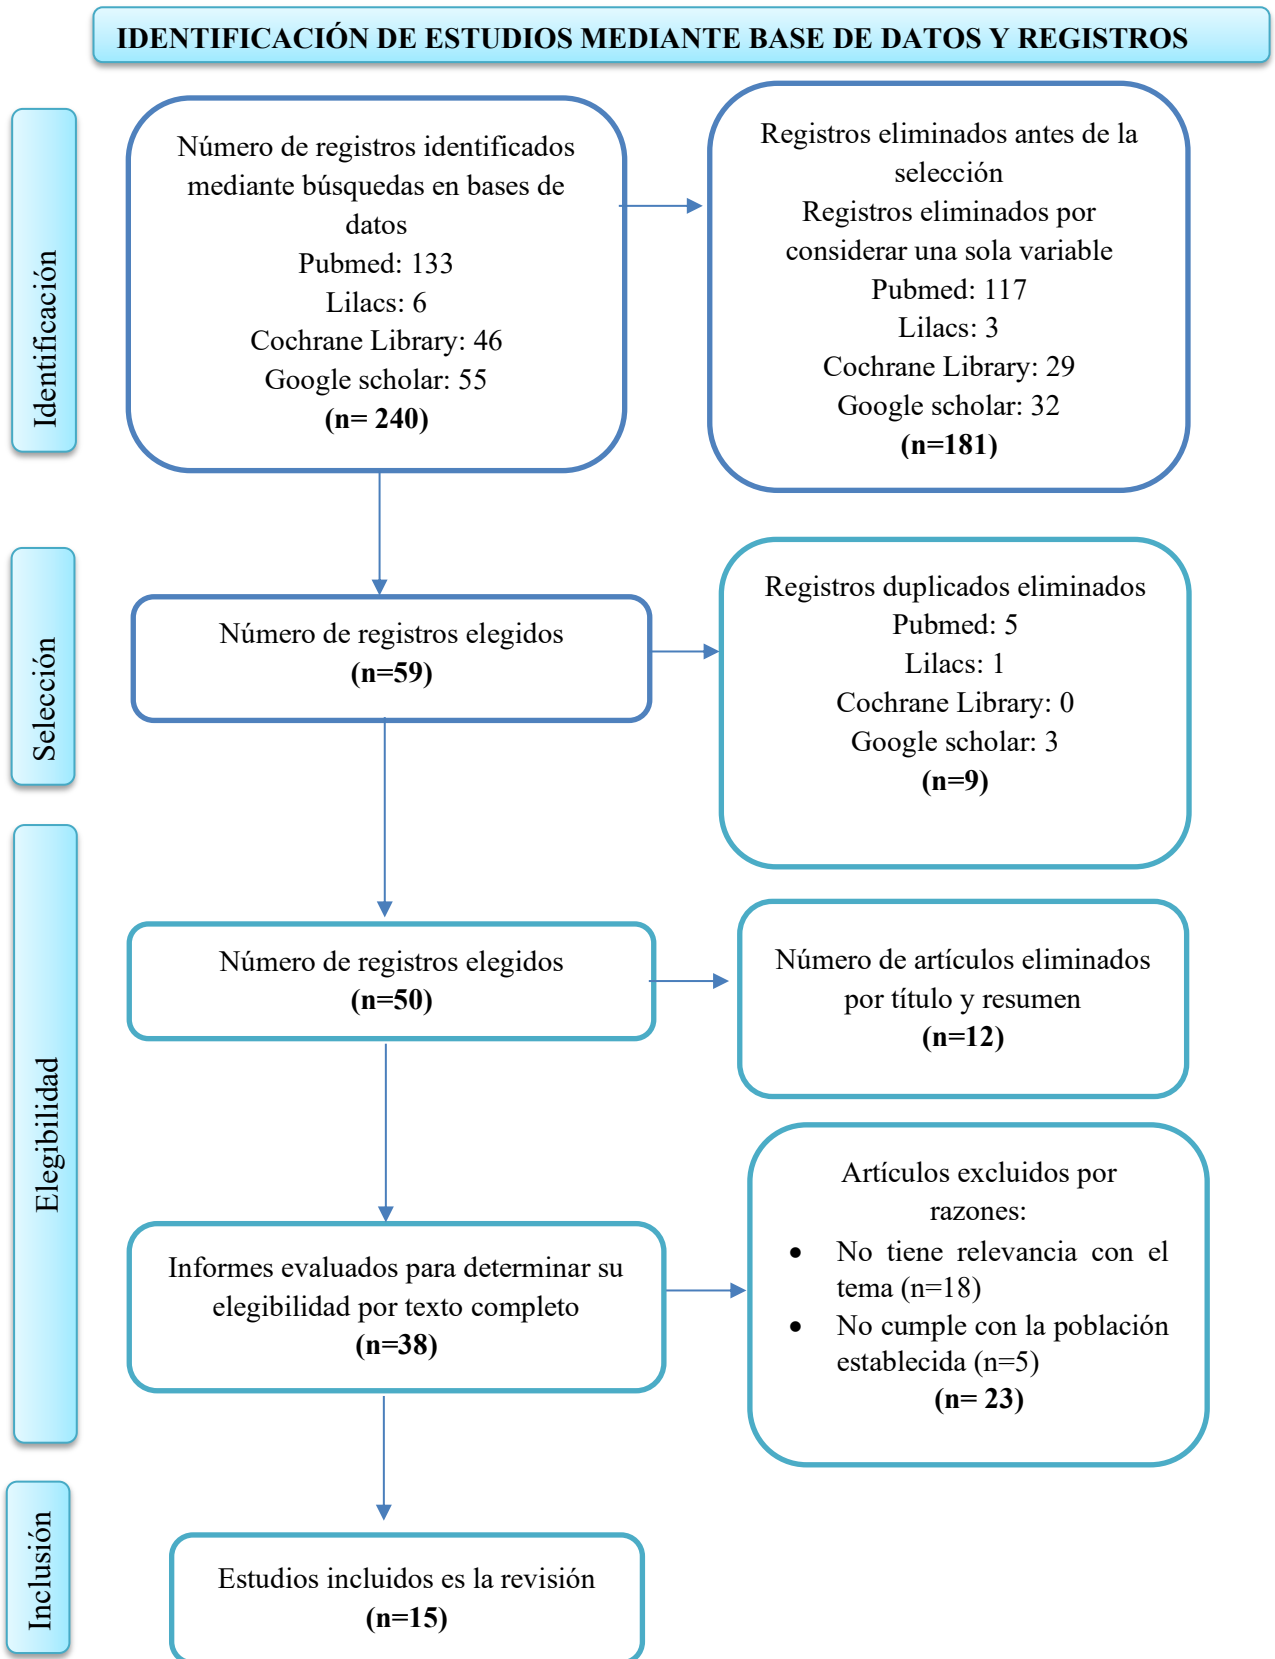 IDENTIFICACIÓN DE ESTUDIOS MEDIANTE BASE DE DATOS Y REGISTROS
Identificación
Número de registros identificados
mediante búsquedas en bases de
datos
Pubmed: 133
Lilacs: 6
Cochrane Library: 46
Google scholar: 55
(n= 240)
Registros eliminados antes de la
selección
Registros eliminados por
considerar una sola variable
Pubmed: 117
Lilacs: 3
Cochrane Library: 29
Google scholar: 32
(n=181)
Selección
Número de registros elegidos
(n=59)
Registros duplicados eliminados
Pubmed: 5
Lilacs: 1
Cochrane Library: 0
Google scholar: 3
(n=9)
Elegibilidad
Número de registros elegidos
(n=50)
Número de artículos eliminados
por título y resumen
(n=12)
Informes evaluados para determinar su
elegibilidad por texto completo
(n=38)
Artículos excluidos por
razones:
• No tiene relevancia con el
tema (n=18)
• No cumple con la población
establecida (n=5)
(n= 23)
Inclusión
Estudios incluidos es la revisión
(n=15)